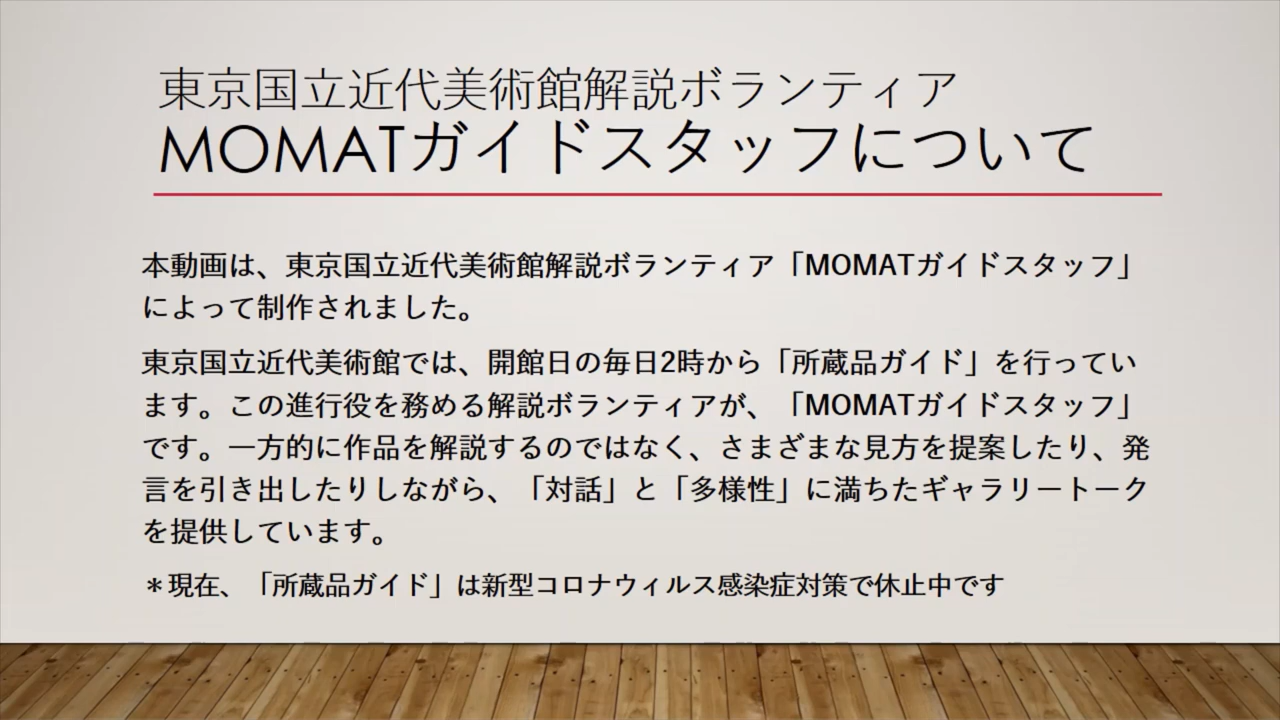 東京国立近代美術館解説ボランティア
MOMATガイドスタッフについて
本動画は、東京国立近代美術館解説ボランティア「MOMATガイドスタッフ」
によって制作されました。
東京国立近代美術館では、開館日の毎日2時から「所蔵品ガイド」を行ってい
ます。この進行役を務める解説ボランティアが、「MOMATガイドスタッフ」
です。一方的に作品を解説するのではなく、さまざまな見方を提案したり、発
言を引き出したりしながら、「対話」と「多様性」に満ちたギャラリートーク
を提供しています。
＊現在、「所蔵品ガイド」は新型コロナウィルス感染症対策で休止中です